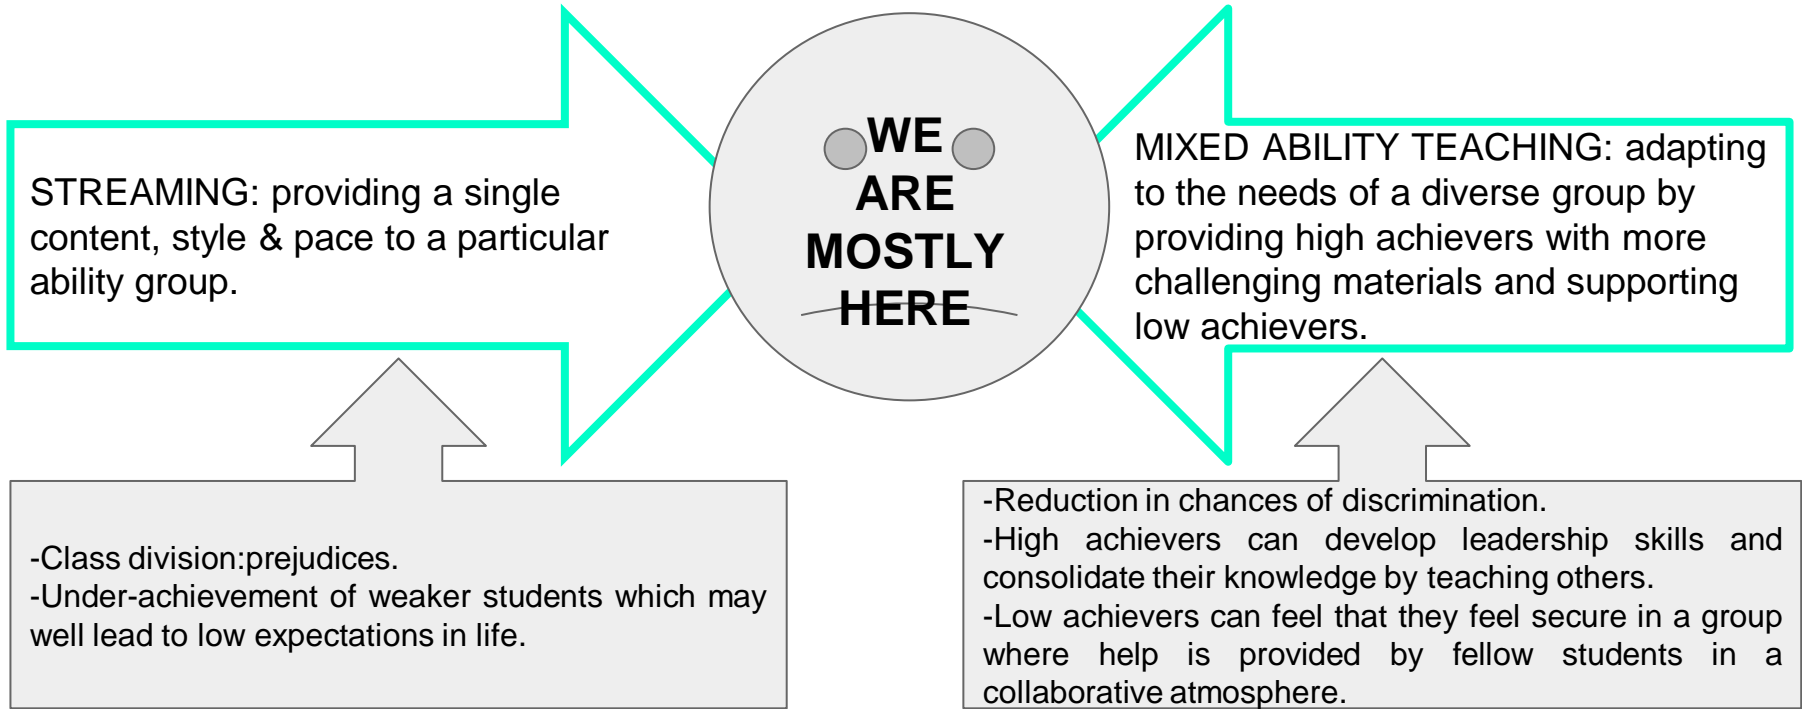 STREAMING: providing a single
content, style & pace to a particular
ability group.
WE
ARE
MOSTLY
HERE
MIXED ABILITY TEACHING: adapting
to the needs of a diverse group by
providing high achievers with more
challenging materials and supporting
low achievers.
-Class division:prejudices.
-Under-achievement of weaker students which may
well lead to low expectations in life.
-Reduction in chances of discrimination.
-High achievers can develop leadership skills and
consolidate their knowledge by teaching others.
-Low achievers can feel that they feel secure in a group
where help is provided by fellow students in a
collaborative atmosphere.